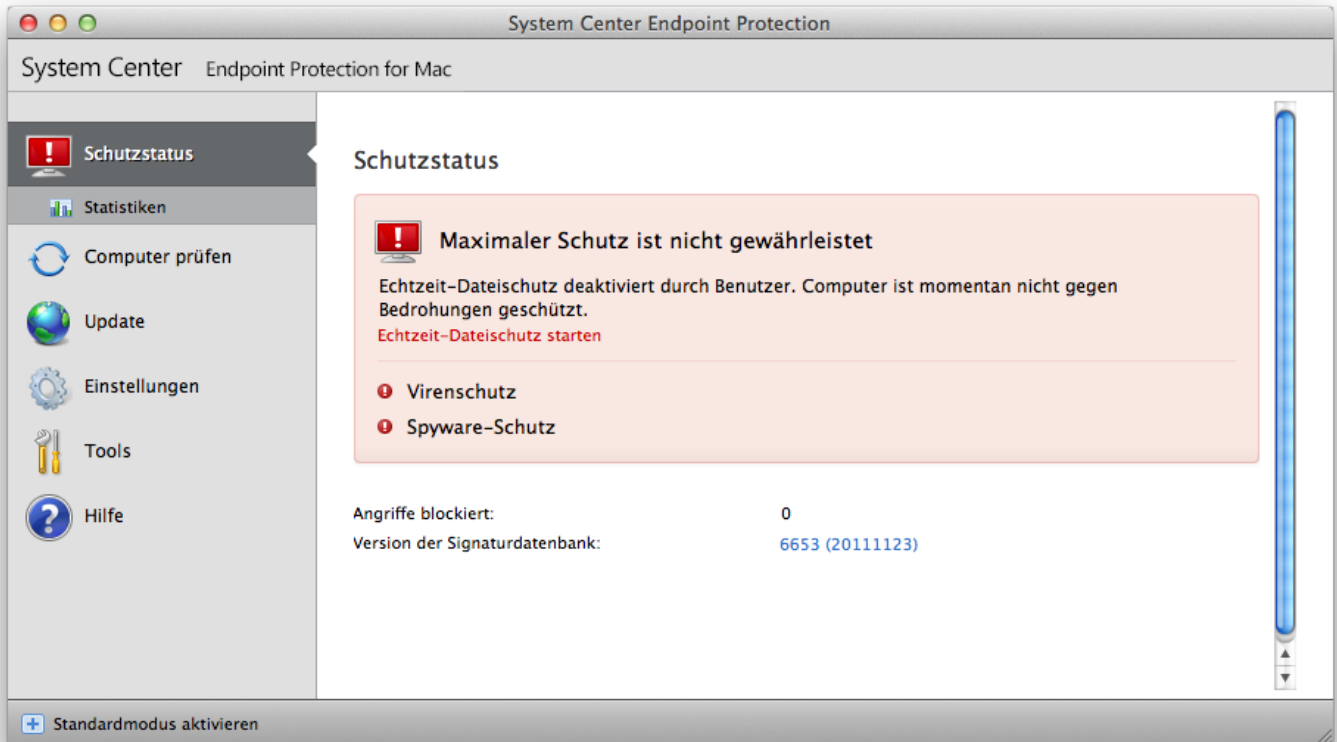 System Center Endpoint Protection
System Center Endpoint Protection for Mac
Schutzstatus
Statistiken
Computer prüfen
Update
Einstellungen
Tools
Hilfe
Schutzstatus
Maximaler Schutz ist nicht gewährleistet
Echtzeit-Dateischutz deaktiviert durch Benutzer. Computer ist momentan nicht gegen
Bedrohungen geschützt.
Echtzeit-Dateischutz starten
Virenschutz
Spyware-Schutz
Angriffe blockiert: 0
Version der Signaturdatenbank: 6653 (20111123)
Standardmodus aktivieren